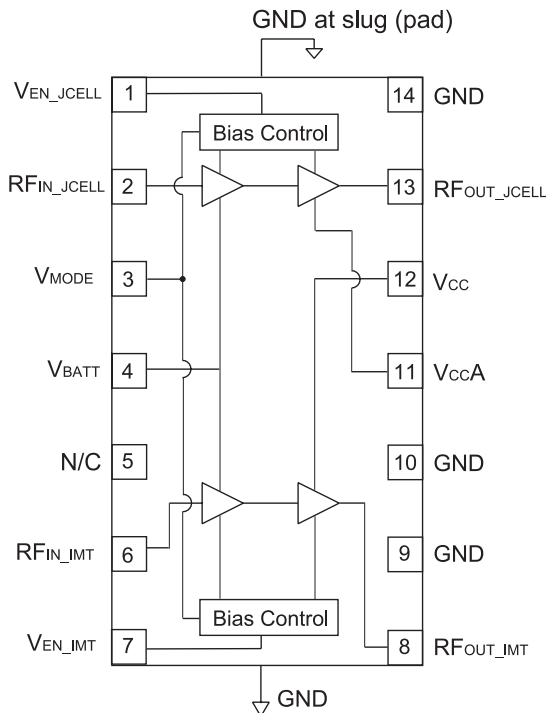 GND at slug (pad)
VEN_JCELL 1
14 GND
Bias Control
RFIN_JCELL 2
13 RFOUT_JCELL
VMODE 3
12 VCC
VBATT 4
11 VCCA
N/C 5
10 GND
RFIN_IMT 6
9 GND
Bias Control
VEN_IMT 7
8 RFOUT_IMT
GND